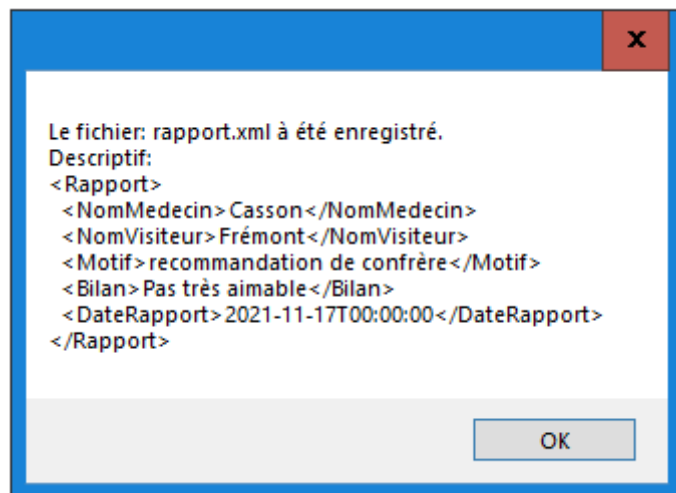 x
Le fichier: rapport.xml à été enregistré.
Descriptif:
<Rapport>
  <NomMedecin>Casson</NomMedecin>
  <NomVisiteur>Frémont</NomVisiteur>
  <Motif>recommandation de confrère</Motif>
  <Bilan>Pas très aimable</Bilan>
  <DateRapport>2021-11-17T00:00:00</DateRapport>
</Rapport>
OK